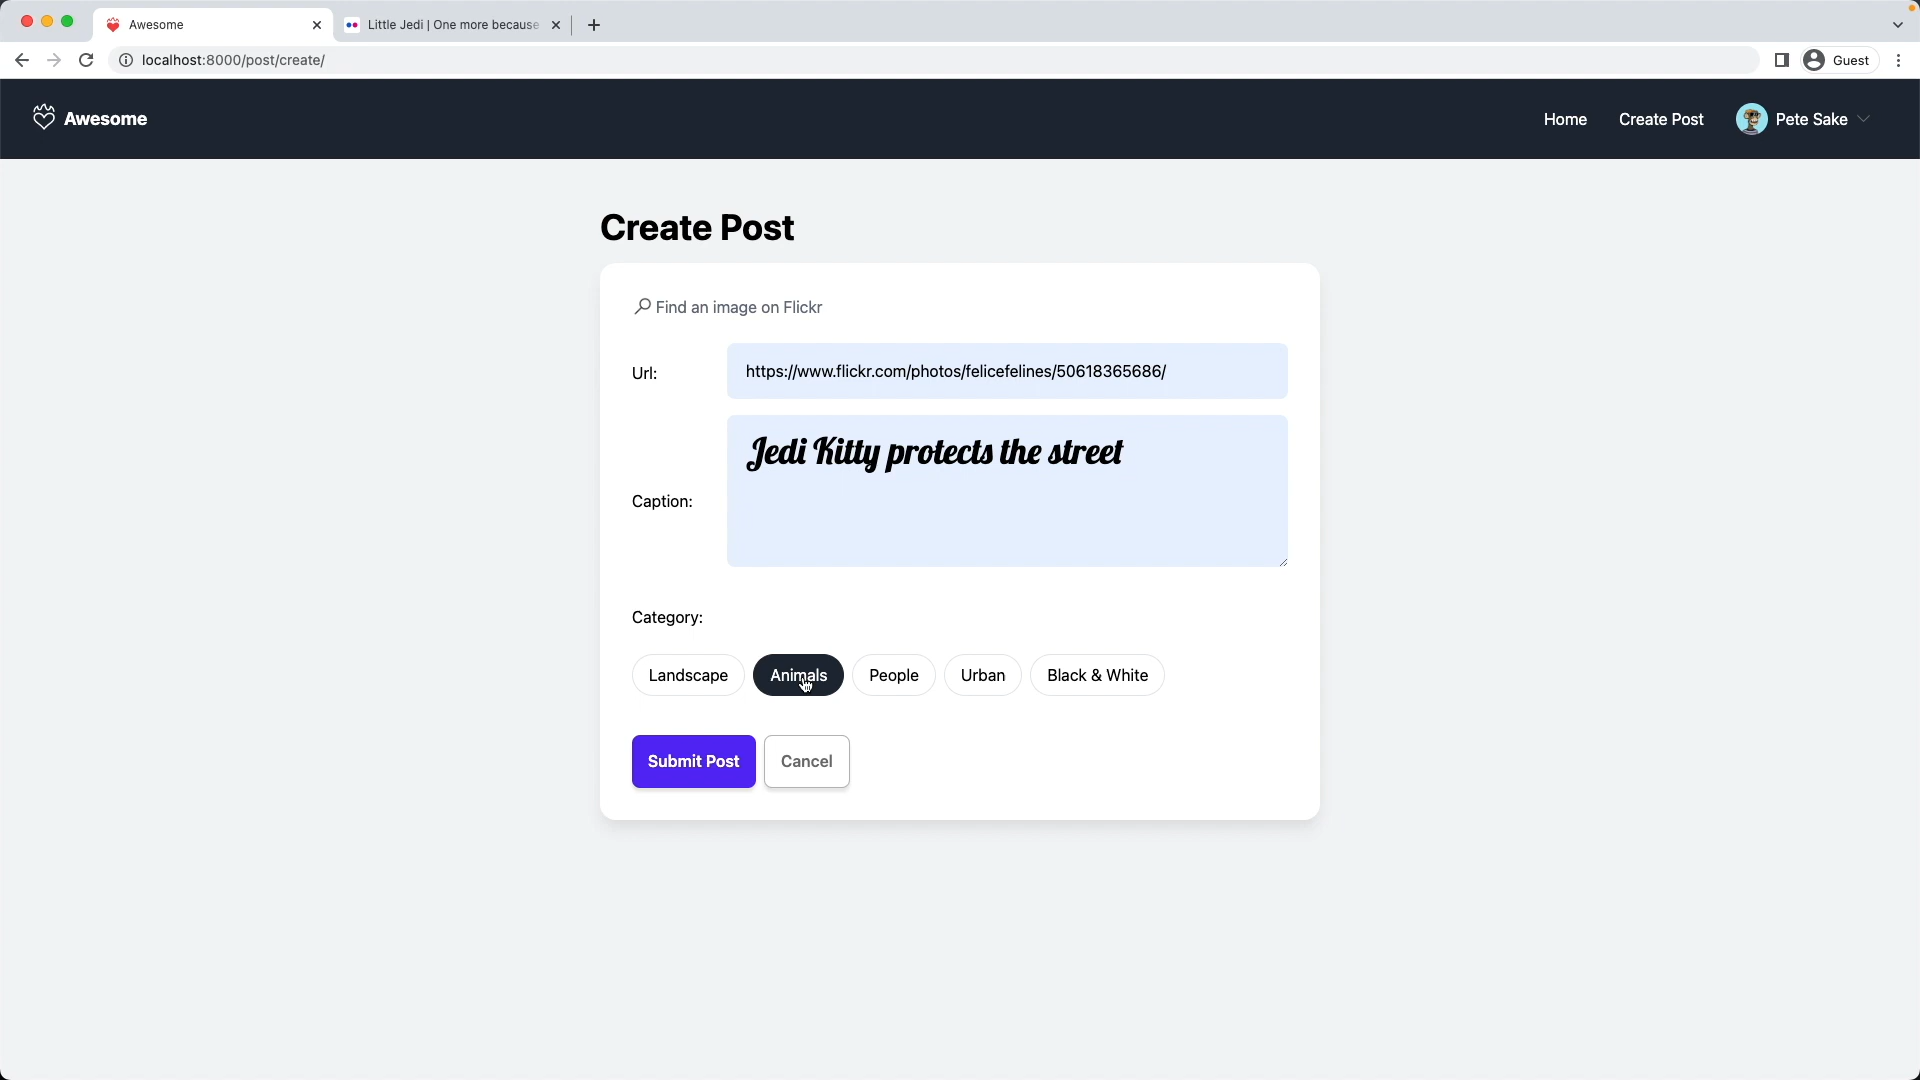 Awesome
Little Jedi | One more because
localhost:8000/post/create/
Guest
Awesome
Home
Create Post
Pete Sake
Create Post
Find an image on Flickr
Url:
https://www.flickr.com/photos/felicefelines/50618365686/
Caption:
Jedi Kitty protects the street
Category:
Landscape
Animals
People
Urban
Black & White
Submit Post
Cancel